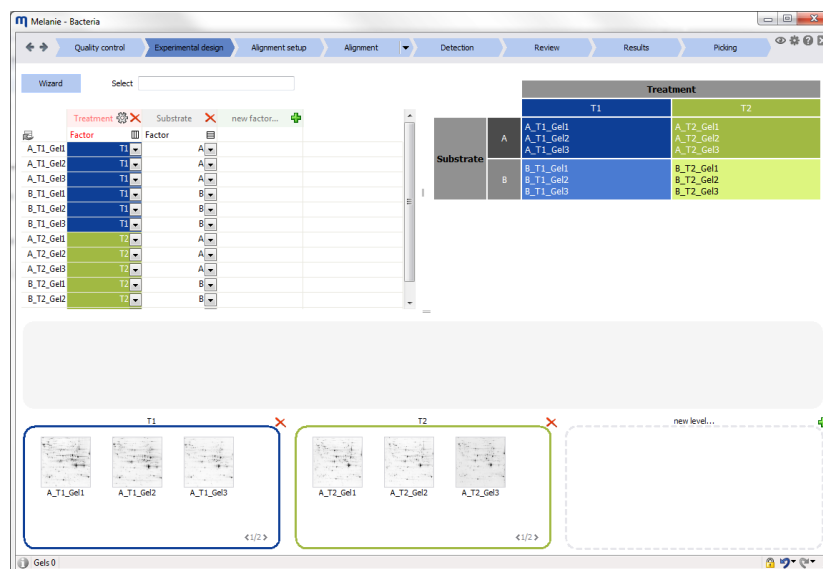 Melanie - Bacteria
Quality control Experimental design Alignment setup Alignment Detection Review Results Picking
Wizard Select
Treatment Substrate new factor...
Factor Factor
A_T1_Gel1 T1 A
A_T1_Gel2 T1 A
A_T1_Gel3 T1 A
B_T1_Gel1 T1 B
B_T1_Gel2 T1 B
B_T1_Gel3 T1 B
A_T2_Gel1 T2 A
A_T2_Gel2 T2 A
A_T2_Gel3 T2 A
B_T2_Gel1 T2 B
B_T2_Gel2 T2 B
Treatment
T1 T2
Substrate
A
A_T1_Gel1
A_T1_Gel2
A_T1_Gel3
A_T2_Gel1
A_T2_Gel2
A_T2_Gel3
B
B_T1_Gel1
B_T1_Gel2
B_T1_Gel3
B_T2_Gel1
B_T2_Gel2
B_T2_Gel3
T1 T2 new level...
A_T1_Gel1 A_T1_Gel2 A_T1_Gel3 A_T2_Gel1 A_T2_Gel2 A_T2_Gel3
<1/2> <1/2>
Gels 0